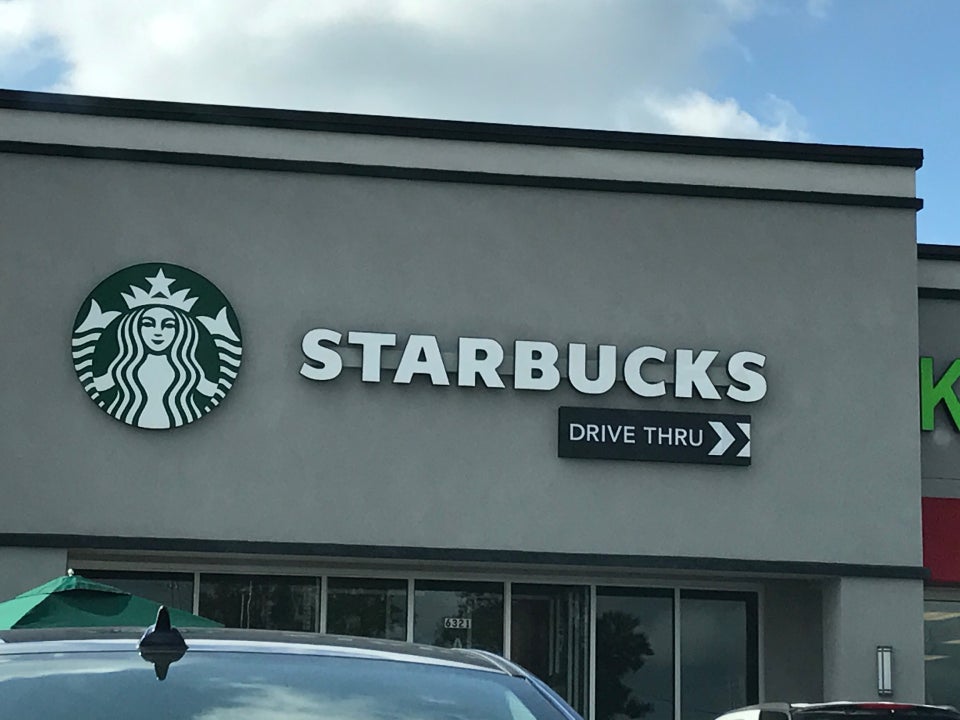 STARBUCKS
DRIVE THRU
6321
A
K